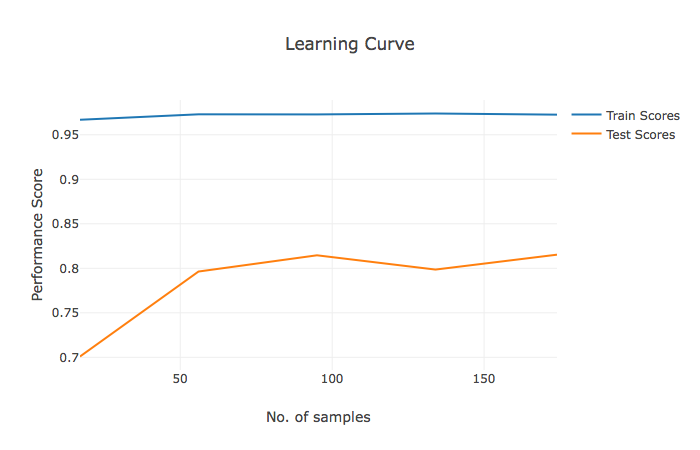 Learning Curve
Train Scores
Test Scores
Performance Score
0.95
0.9
0.85
0.8
0.75
0.7
50
100
150
No. of samples